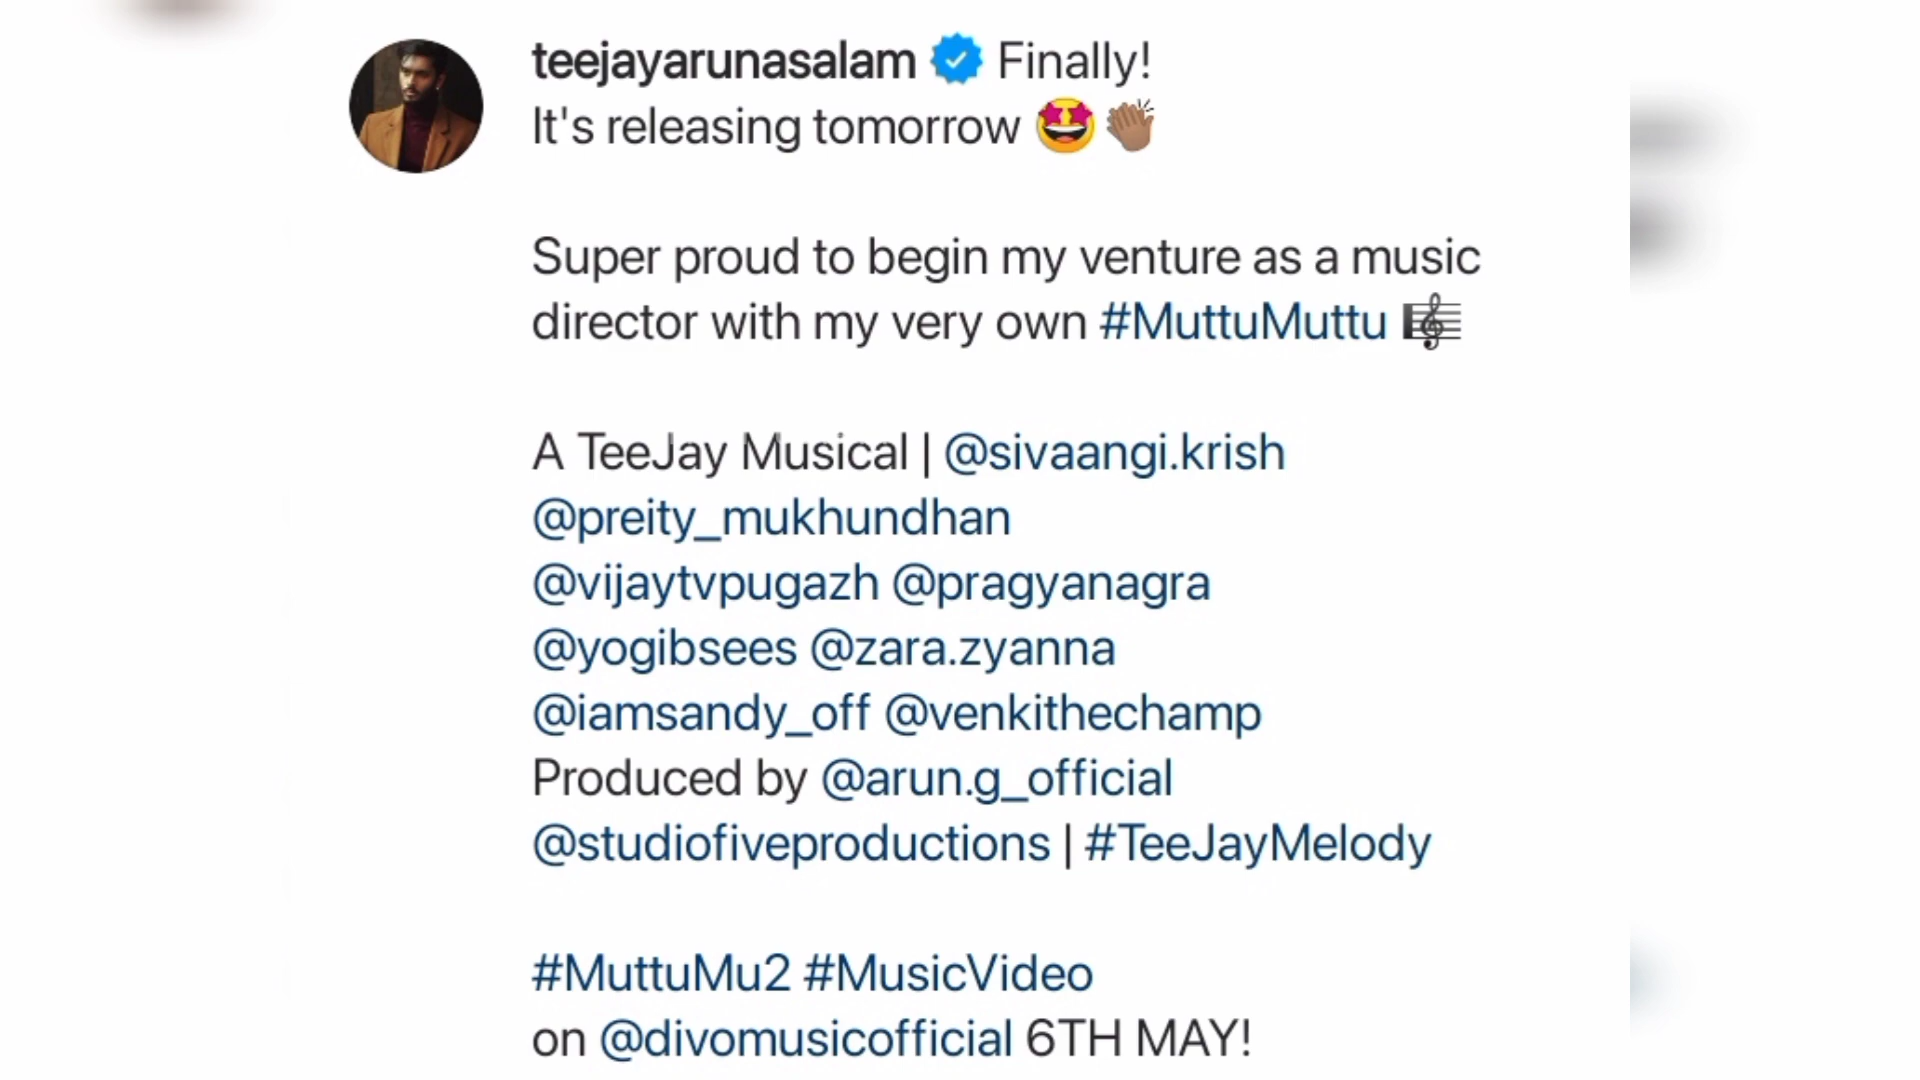 teejayarunasalam Finally!
It's releasing tomorrow 🤩👏🏽
Super proud to begin my venture as a music
director with my very own #MuttuMuttu 🎼
A TeeJay Musical | @sivaangi.krish
@preity_mukhundhan
@vijaytvpugazh @pragyanagra
@yogibsees @zara.zyanna
@iamsandy_off @venkithechamp
Produced by @arun.g_official
@studiofiveproductions | #TeeJayMelody
#MuttuMu2 #MusicVideo
on @divomusicofficial 6TH MAY!